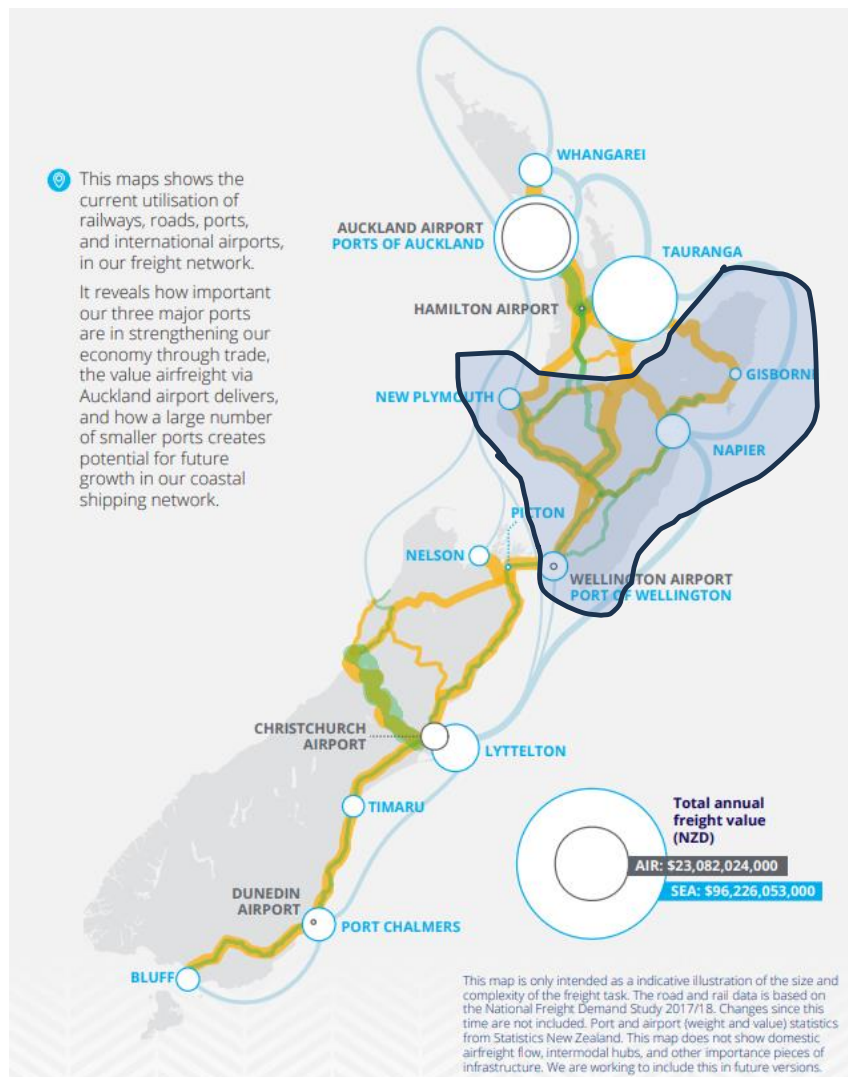 WHANGAREI
AUCKLAND AIRPORT
PORTS OF AUCKLAND
TAURANGA
HAMILTON AIRPORT
This maps shows the
current utilisation of
railways, roads, ports,
and international airports,
in our freight network.
It reveals how important
our three major ports
are in strengthening our
economy through trade,
the value airfreight via
Auckland airport delivers,
and how a large number
of smaller ports creates
potential for future
growth in our coastal
shipping network.
GISBORNE
NEW PLYMOUTH
NAPIER
PICTON
NELSON
WELLINGTON AIRPORT
PORT OF WELLINGTON
CHRISTCHURCH
AIRPORT
LYTTELTON
TIMARU
DUNEDIN
AIRPORT
PORT CHALMERS
BLUFF
Total annual
freight value
(NZD)
AIR: $23,082,024,000
SEA: $96,226,053,000
This map is only intended as a indicative illustration of the size and
complexity of the freight task. The road and rail data is based on
the National Freight Demand Study 2017/18. Changes since this
time are not included. Port and airport (weight and value) statistics
from Statistics New Zealand. This map does not show domestic
airfreight flow, intermodal hubs, and other importance pieces of
infrastructure. We are working to include this in future versions.